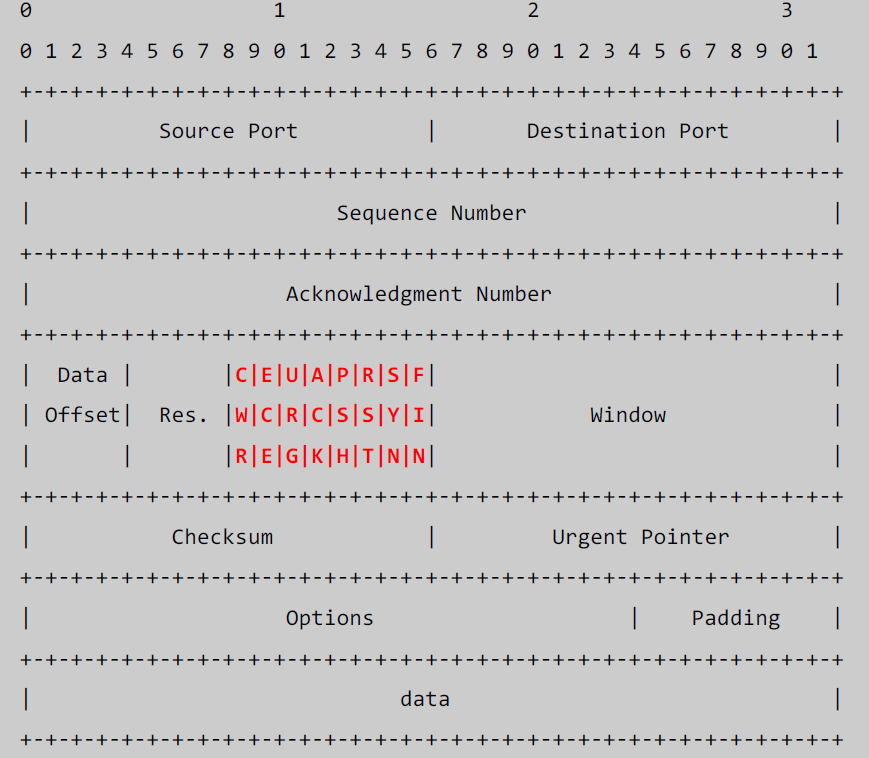 0                   1                   2                   3
0 1 2 3 4 5 6 7 8 9 0 1 2 3 4 5 6 7 8 9 0 1 2 3 4 5 6 7 8 9 0 1
+-+-+-+-+-+-+-+-+-+-+-+-+-+-+-+-+-+-+-+-+-+-+-+-+-+-+-+-+-+-+-+-+
|          Source Port          |       Destination Port        |
+-+-+-+-+-+-+-+-+-+-+-+-+-+-+-+-+-+-+-+-+-+-+-+-+-+-+-+-+-+-+-+-+
|                        Sequence Number                        |
+-+-+-+-+-+-+-+-+-+-+-+-+-+-+-+-+-+-+-+-+-+-+-+-+-+-+-+-+-+-+-+-+
|                    Acknowledgment Number                      |
+-+-+-+-+-+-+-+-+-+-+-+-+-+-+-+-+-+-+-+-+-+-+-+-+-+-+-+-+-+-+-+-+
|  Data |       |C|E|U|A|P|R|S|F|                               |
| Offset|  Res. |W|C|R|C|S|S|Y|I|            Window             |
|       |       |R|E|G|K|H|T|N|N|                               |
+-+-+-+-+-+-+-+-+-+-+-+-+-+-+-+-+-+-+-+-+-+-+-+-+-+-+-+-+-+-+-+-+
|           Checksum            |         Urgent Pointer        |
+-+-+-+-+-+-+-+-+-+-+-+-+-+-+-+-+-+-+-+-+-+-+-+-+-+-+-+-+-+-+-+-+
|                    Options                    |    Padding    |
+-+-+-+-+-+-+-+-+-+-+-+-+-+-+-+-+-+-+-+-+-+-+-+-+-+-+-+-+-+-+-+-+
|                             data                              |
+-+-+-+-+-+-+-+-+-+-+-+-+-+-+-+-+-+-+-+-+-+-+-+-+-+-+-+-+-+-+-+-+